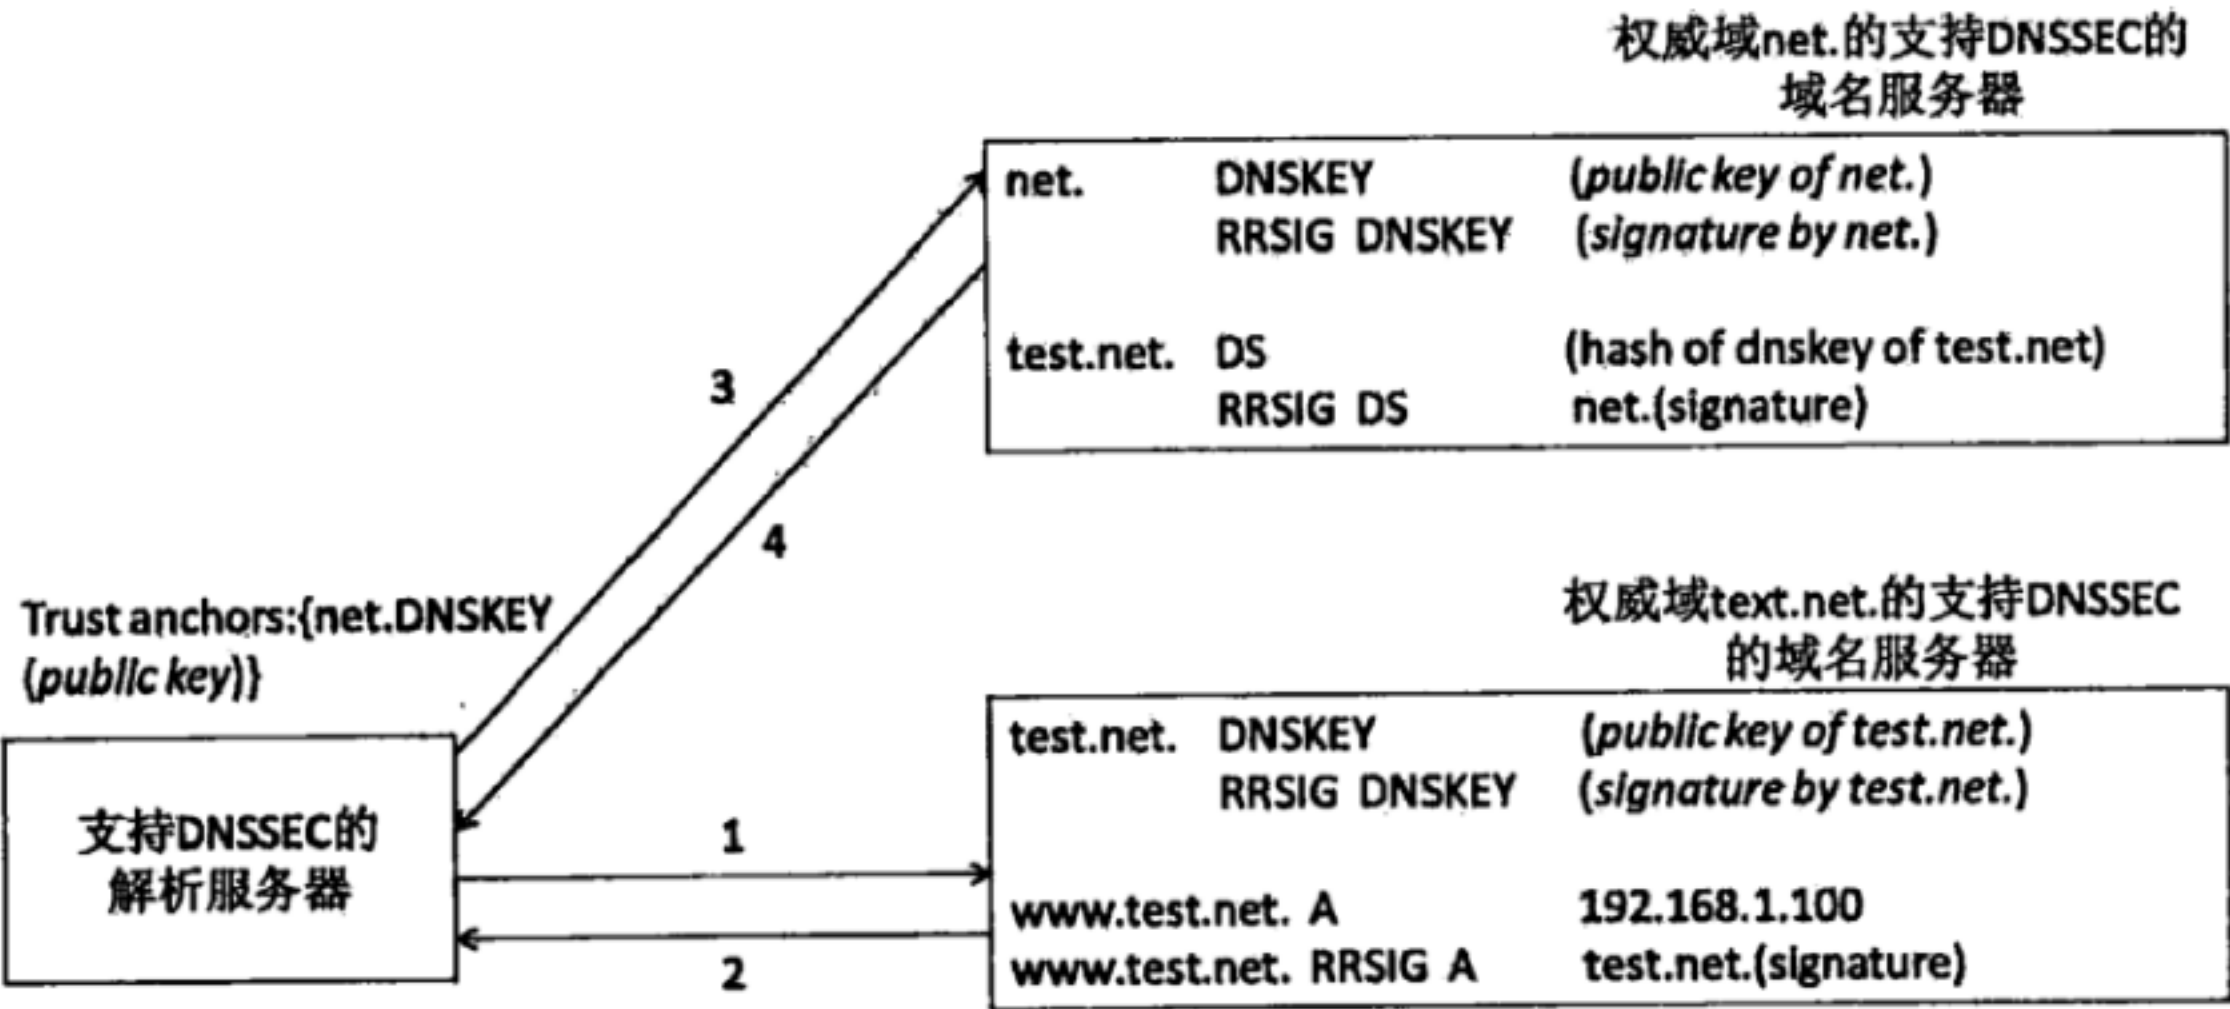 权威域net.的支持DNSSEC的
域名服务器
net. DNSKEY (public key of net.)
RRSIG DNSKEY (signature by net.)
test.net. DS (hash of dnskey of test.net)
RRSIG DS net.(signature)
3
4
Trust anchors:{net.DNSKEY
(public key)}
支持DNSSEC的
解析服务器
1
2
权威域text.net.的支持DNSSEC
的域名服务器
test.net. DNSKEY (public key of test.net.)
RRSIG DNSKEY (signature by test.net.)
www.test.net. A 192.168.1.100
www.test.net. RRSIG A test.net.(signature)